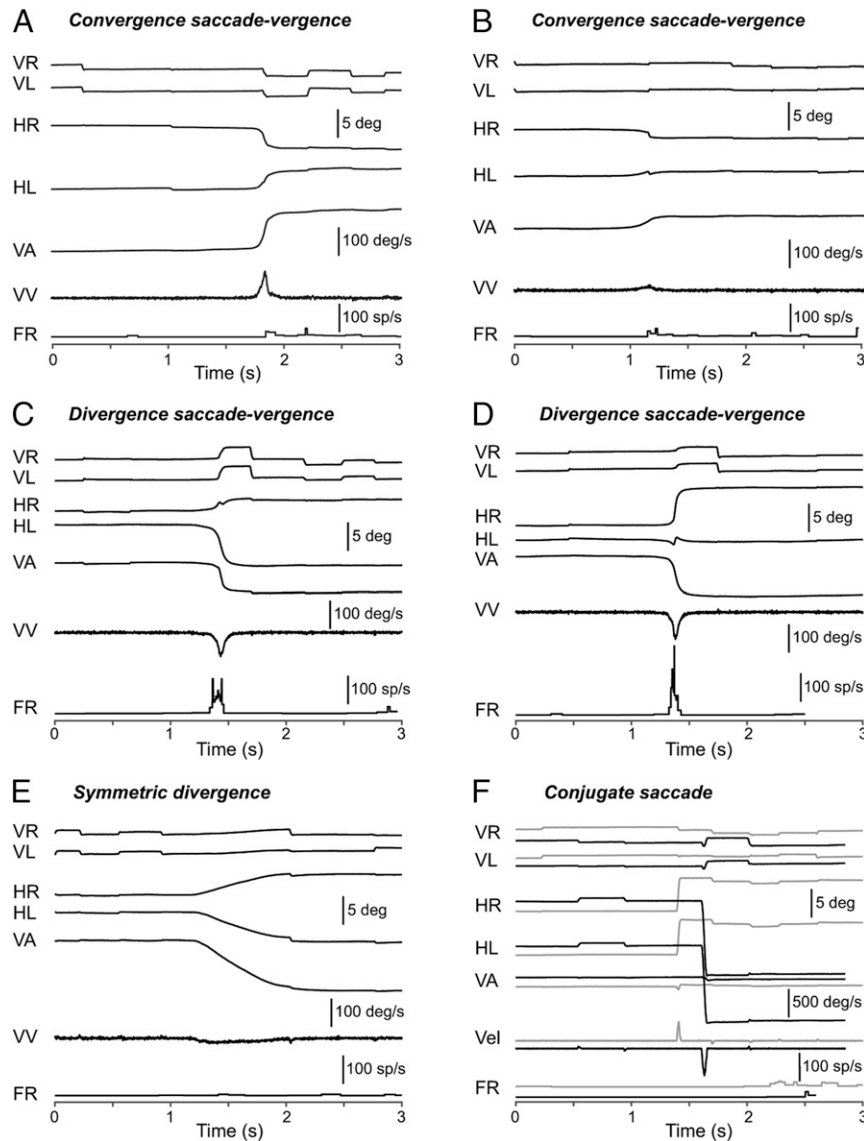 A Convergence saccade-vergence
VR
VL
HR
5 deg
HL
VA
100 deg/s
VV
100 sp/s
FR
0 1 2 3
Time (s)
B Convergence saccade-vergence
VR
VL
5 deg
HR
HL
VA
100 deg/s
VV
100 sp/s
FR
0 1 2 3
Time (s)
C Divergence saccade-vergence
VR
VL
HR
HL
5 deg
VA
100 deg/s
VV
100 sp/s
FR
0 1 2 3
Time (s)
D Divergence saccade-vergence
VR
VL
HR
5 deg
HL
VA
VV
100 deg/s
100 sp/s
FR
0 1 2 3
Time (s)
E Symmetric divergence
VR
VL
HR
5 deg
HL
VA
100 deg/s
VV
100 sp/s
FR
0 1 2 3
Time (s)
F Conjugate saccade
VR
VL
HR
5 deg
HL
VA
500 deg/s
Vel
100 sp/s
FR
0 1 2 3
Time (s)